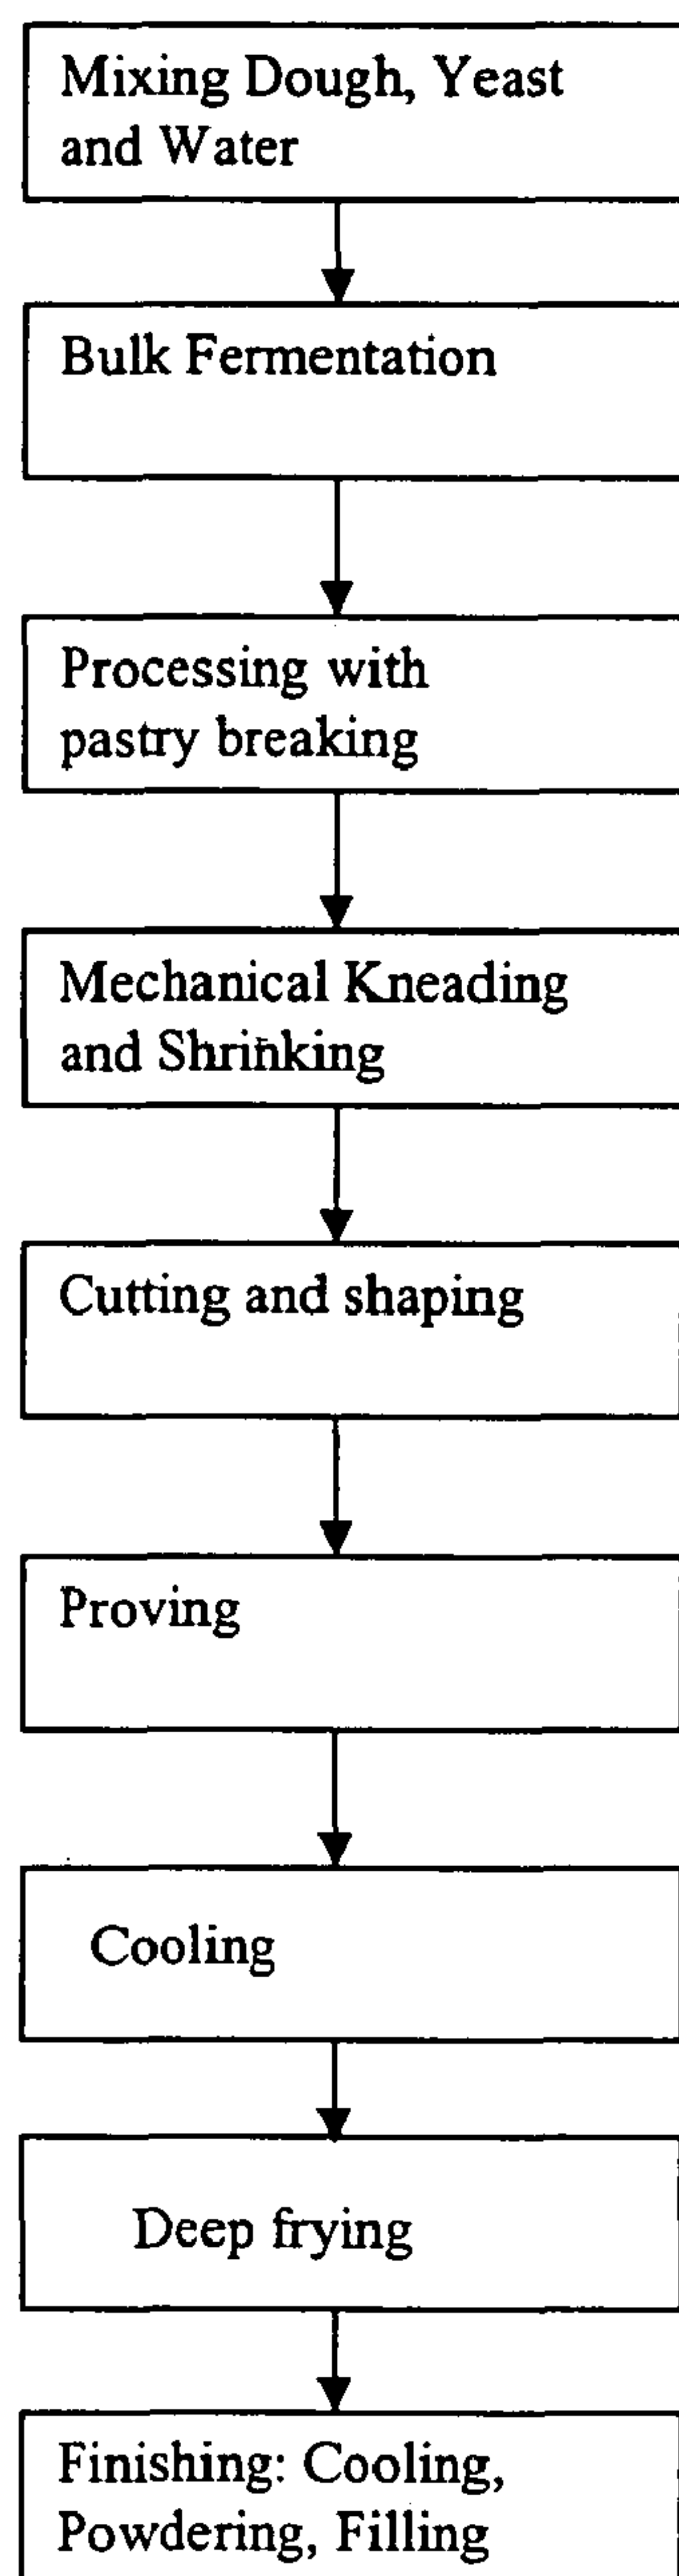 Mixing Dough, Yeast
and Water
Bulk Fermentation
Processing with
pastry breaking
Mechanical Kneading
and Shrinking
Cutting and shaping
Proving
Cooling
Deep frying
Finishing: Cooling,
Powdering, Filling